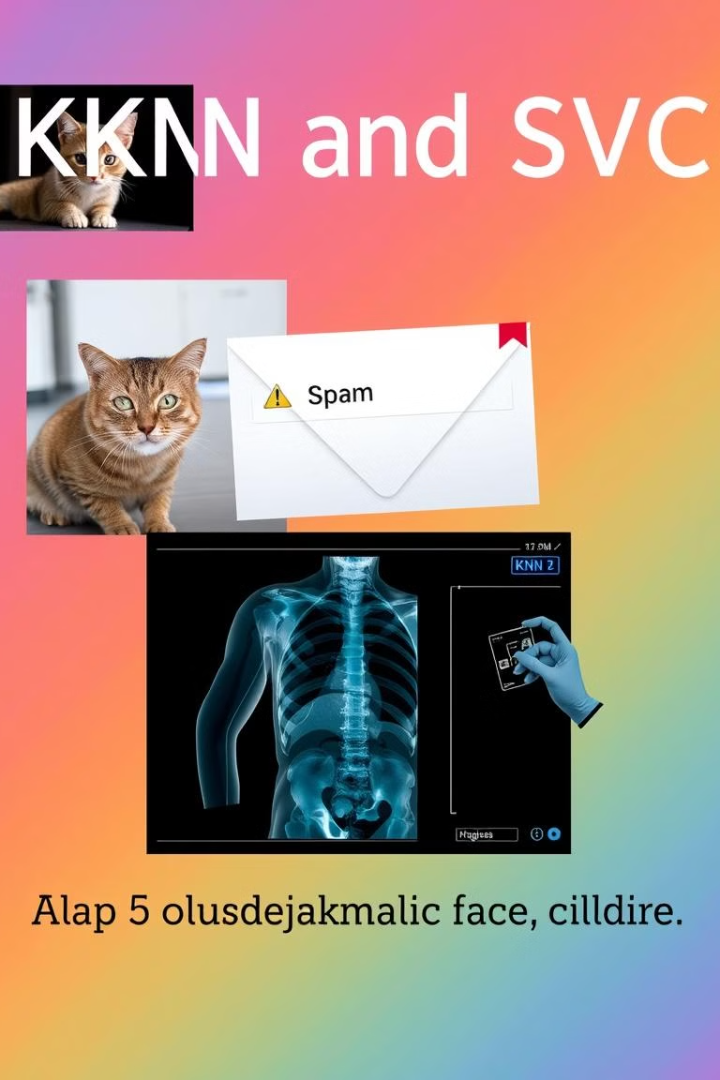 KKNN and SVC
Spam
KNN 2
Alap 5 olusdejakmalic face, cilldire.